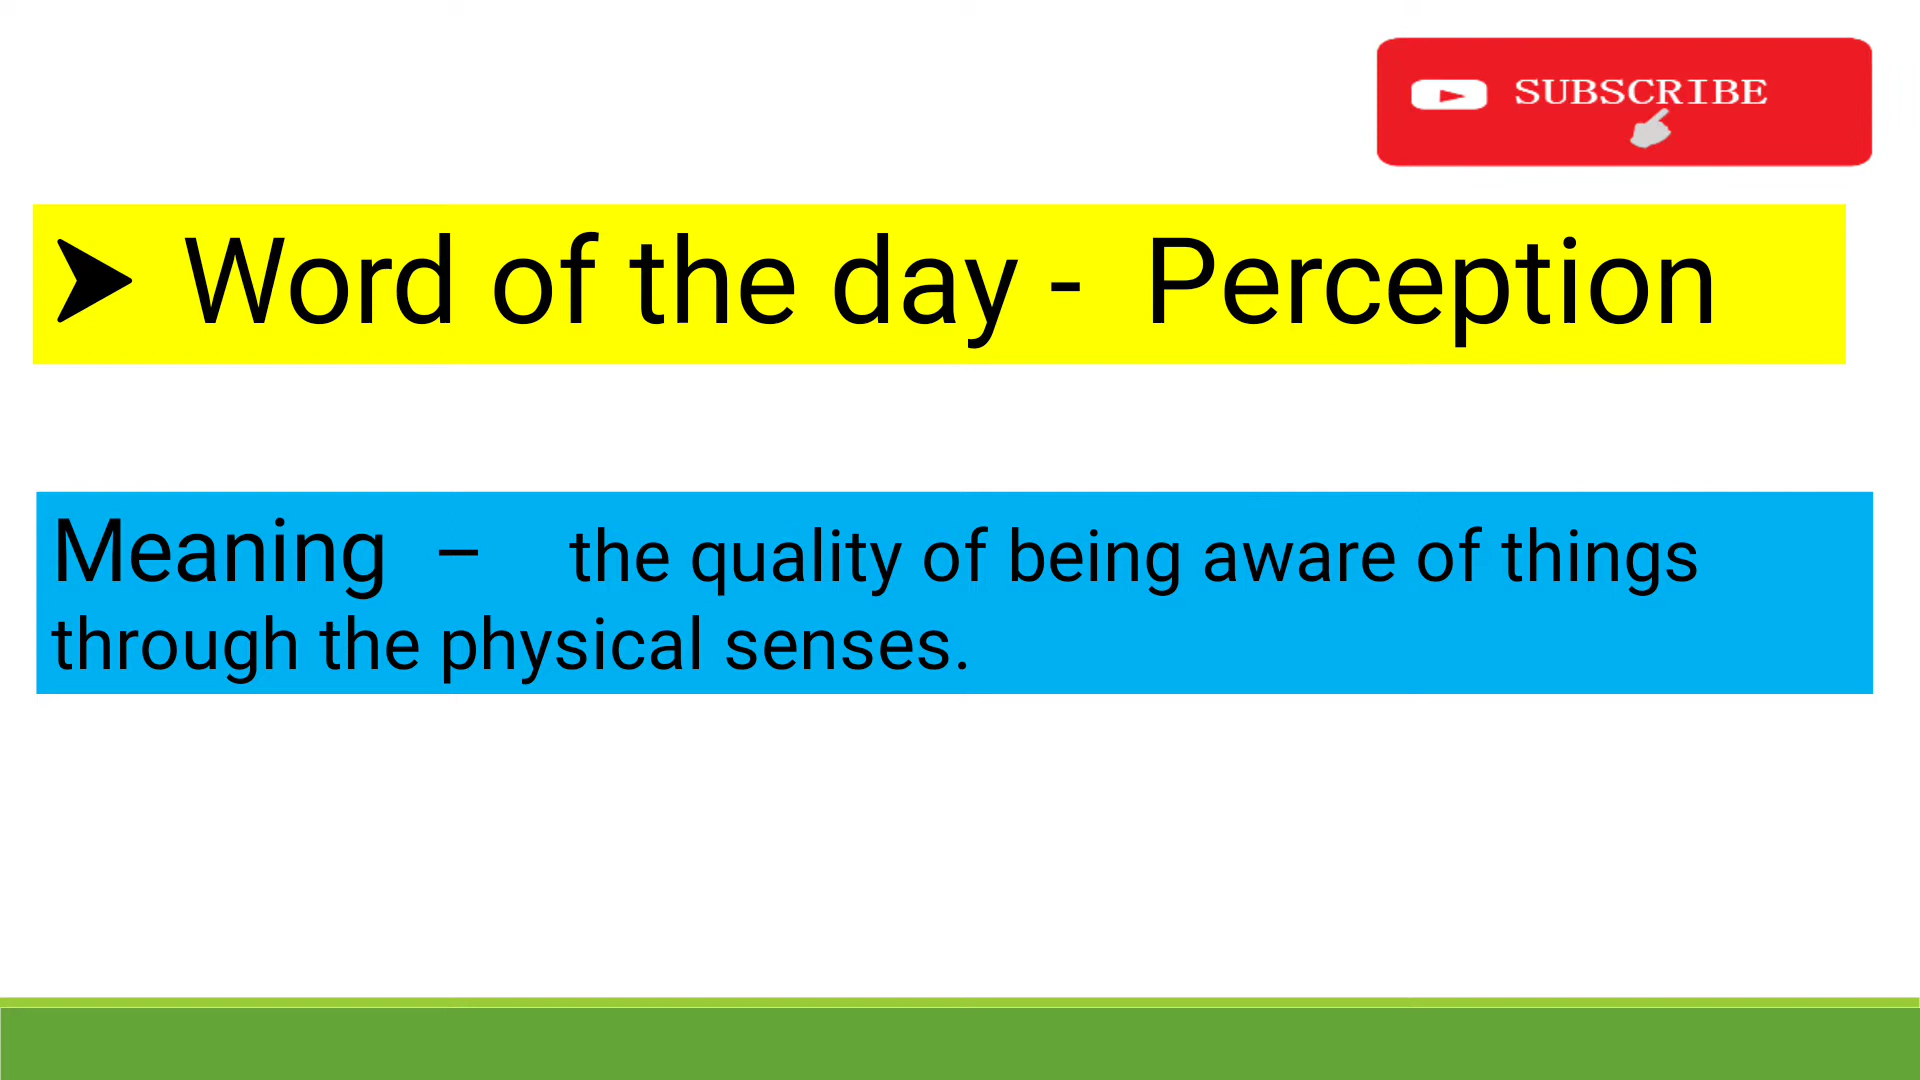 SUBSCRIBE
➤ Word of the day - Perception
Meaning – the quality of being aware of things
through the physical senses.